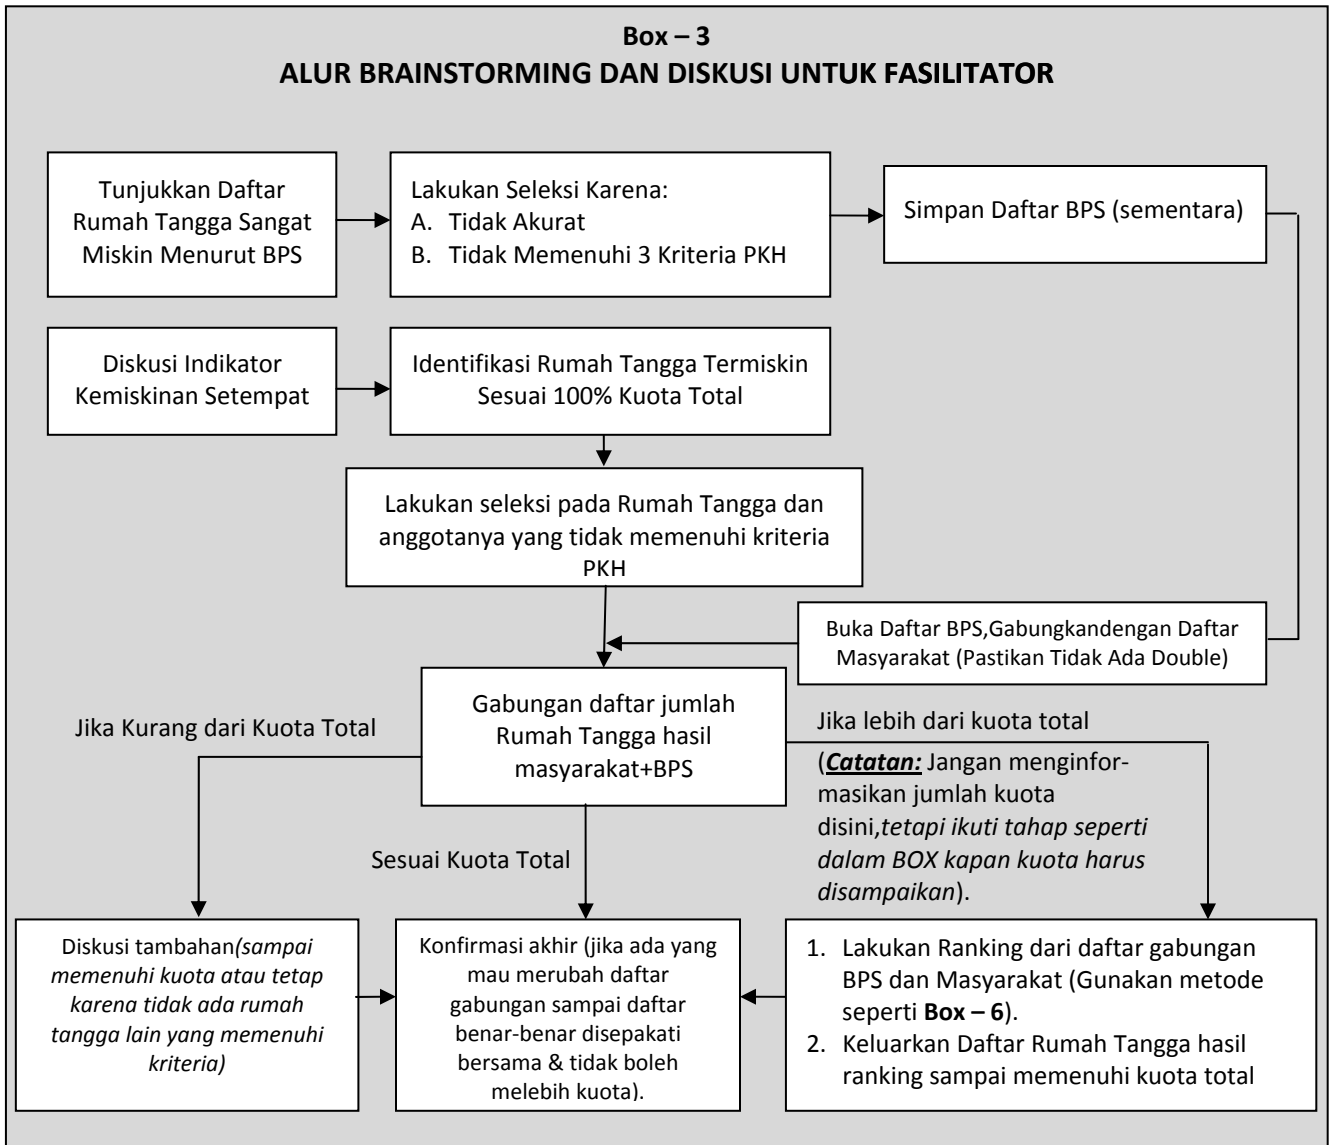 Box – 3
ALUR BRAINSTORMING DAN DISKUSI UNTUK FASILITATOR
Tunjukkan Daftar
Rumah Tangga Sangat
Miskin Menurut BPS
Lakukan Seleksi Karena:
A. Tidak Akurat
B. Tidak Memenuhi 3 Kriteria PKH
Simpan Daftar BPS (sementara)
Diskusi Indikator
Kemiskinan Setempat
Identifikasi Rumah Tangga Termiskin
Sesuai 100% Kuota Total
Lakukan seleksi pada Rumah Tangga dan
anggotanya yang tidak memenuhi kriteria
PKH
Buka Daftar BPS,Gabungkandengan Daftar
Masyarakat (Pastikan Tidak Ada Double)
Gabungan daftar jumlah
Rumah Tangga hasil
masyarakat+BPS
Jika Kurang dari Kuota Total
Sesuai Kuota Total
Jika lebih dari kuota total
(Catatan: Jangan menginfor-
masikan jumlah kuota
disini,tetapi ikuti tahap seperti
dalam BOX kapan kuota harus
disampaikan).
Diskusi tambahan(sampai
memenuhi kuota atau tetap
karena tidak ada rumah
tangga lain yang memenuhi
kriteria)
Konfirmasi akhir (jika ada yang
mau merubah daftar
gabungan sampai daftar
benar-benar disepakati
bersama & tidak boleh
melebih kuota).
1. Lakukan Ranking dari daftar gabungan
BPS dan Masyarakat (Gunakan metode
seperti Box – 6).
2. Keluarkan Daftar Rumah Tangga hasil
ranking sampai memenuhi kuota total